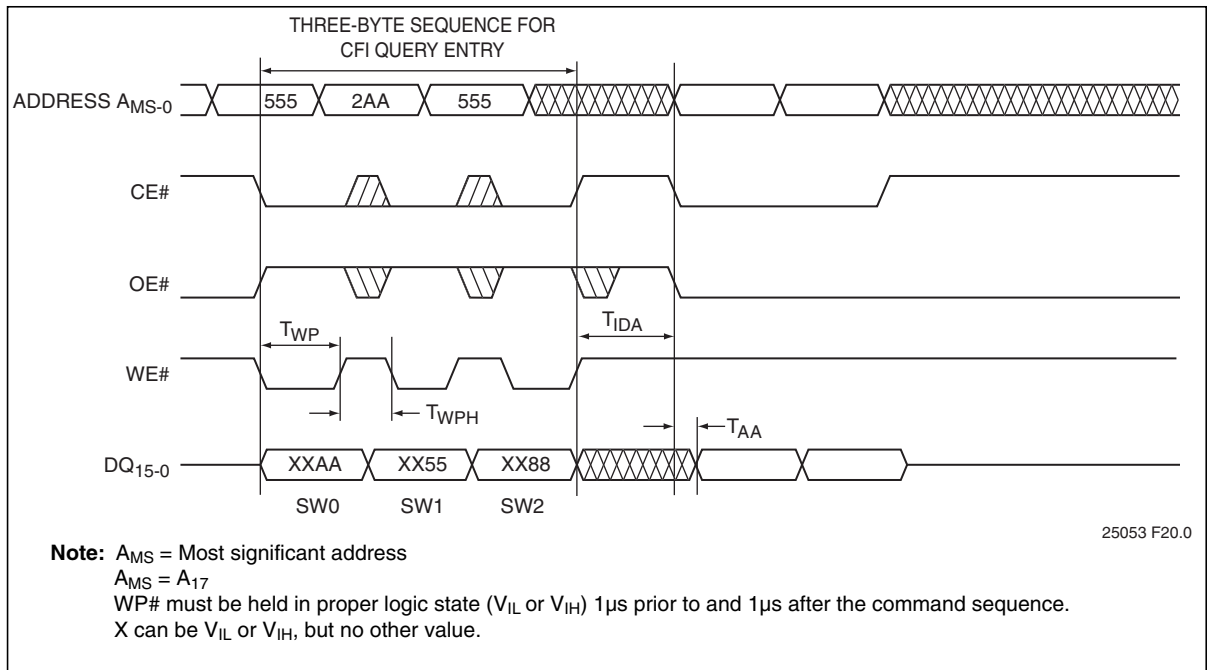 THREE-BYTE SEQUENCE FOR
CFI QUERY ENTRY
ADDRESS AMS-0
555 2AA 555
CE#
OE#
TWP
TIDA
WE#
TWPH
TAA
DQ15-0
XXAA XX55 XX88
SW0 SW1 SW2
25053 F20.0
Note: AMS = Most significant address
AMS = A17
WP# must be held in proper logic state (VIL or VIH) 1µs prior to and 1µs after the command sequence.
X can be VIL or VIH, but no other value.